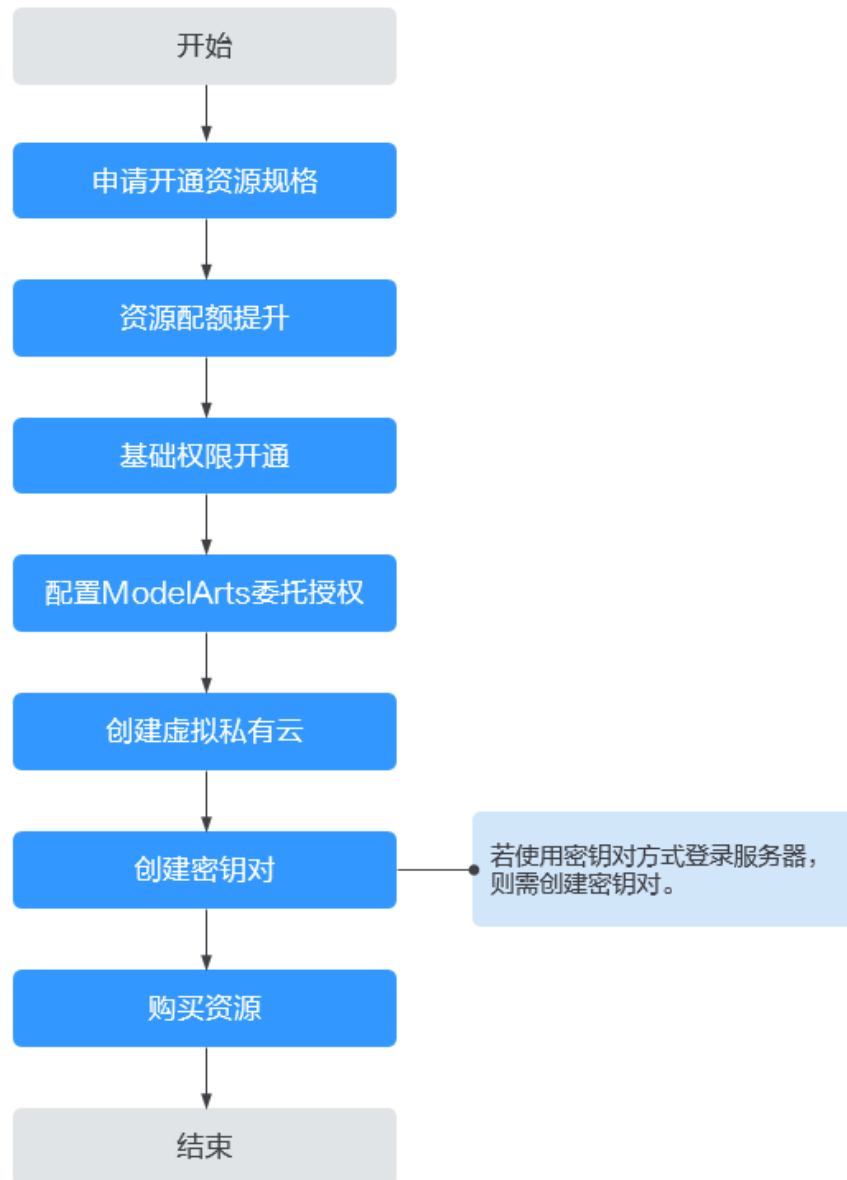 开始
申请开通资源规格
资源配额提升
基础权限开通
配置ModelArts委托授权
创建虚拟私有云
创建密钥对
若使用密钥对方式登录服务器，
则需创建密钥对。
购买资源
结束